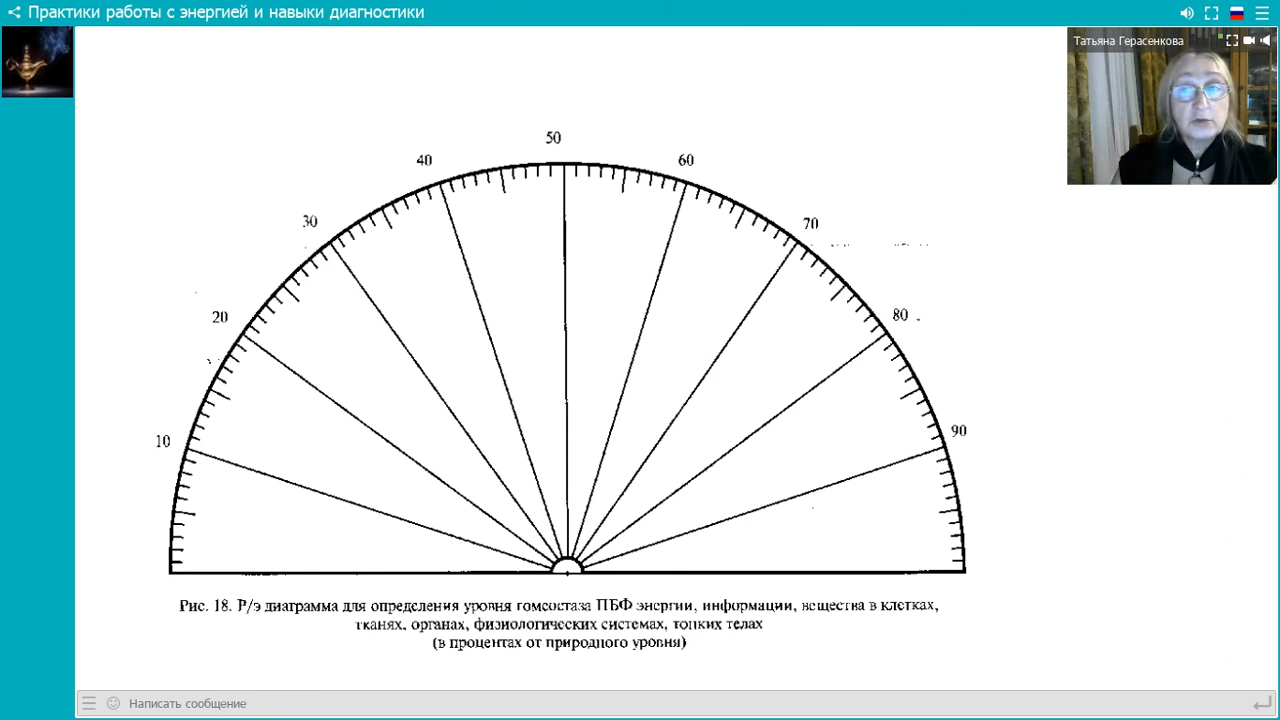 Практики работы с энергией и навыки диагностики
Татьяна Герасенкова
50
40
60
30
70
20
80
10
90
Рис. 18. Р/э диаграмма для определения уровня гомеостаза ПБФ энергии, информации, вещества в клетках,
тканях, органах, физиологических системах, тонких телах
(в процентах от природного уровня)
Написать сообщение